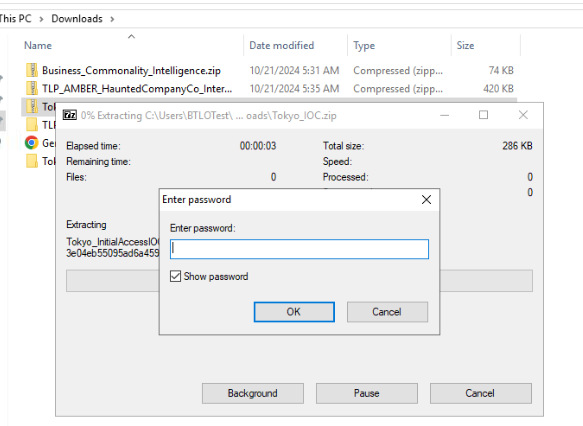 This PC > Downloads >
Name Date modified Type Size
Business_Commonality_Intelligence.zip 10/21/2024 5:31 AM Compressed (zipp... 74 KB
TLP_AMBER_HauntedCompanyCo_Inter... 10/21/2024 5:35 AM Compressed (zipp... 420 KB
Tok
TLP
Ge
Tok
7z 0% Extracting C:\Users\BTLOTest\ ... oads\Tokyo_IOC.zip
Elapsed time: 00:00:03 Total size: 286 KB
Remaining time: Speed:
Files: 0 Processed: 0
0
Extracting
Tokyo_InitialAccessIO
3e04eb55095ad6a459
Enter password
Enter password:
Show password
OK Cancel
Background Pause Cancel